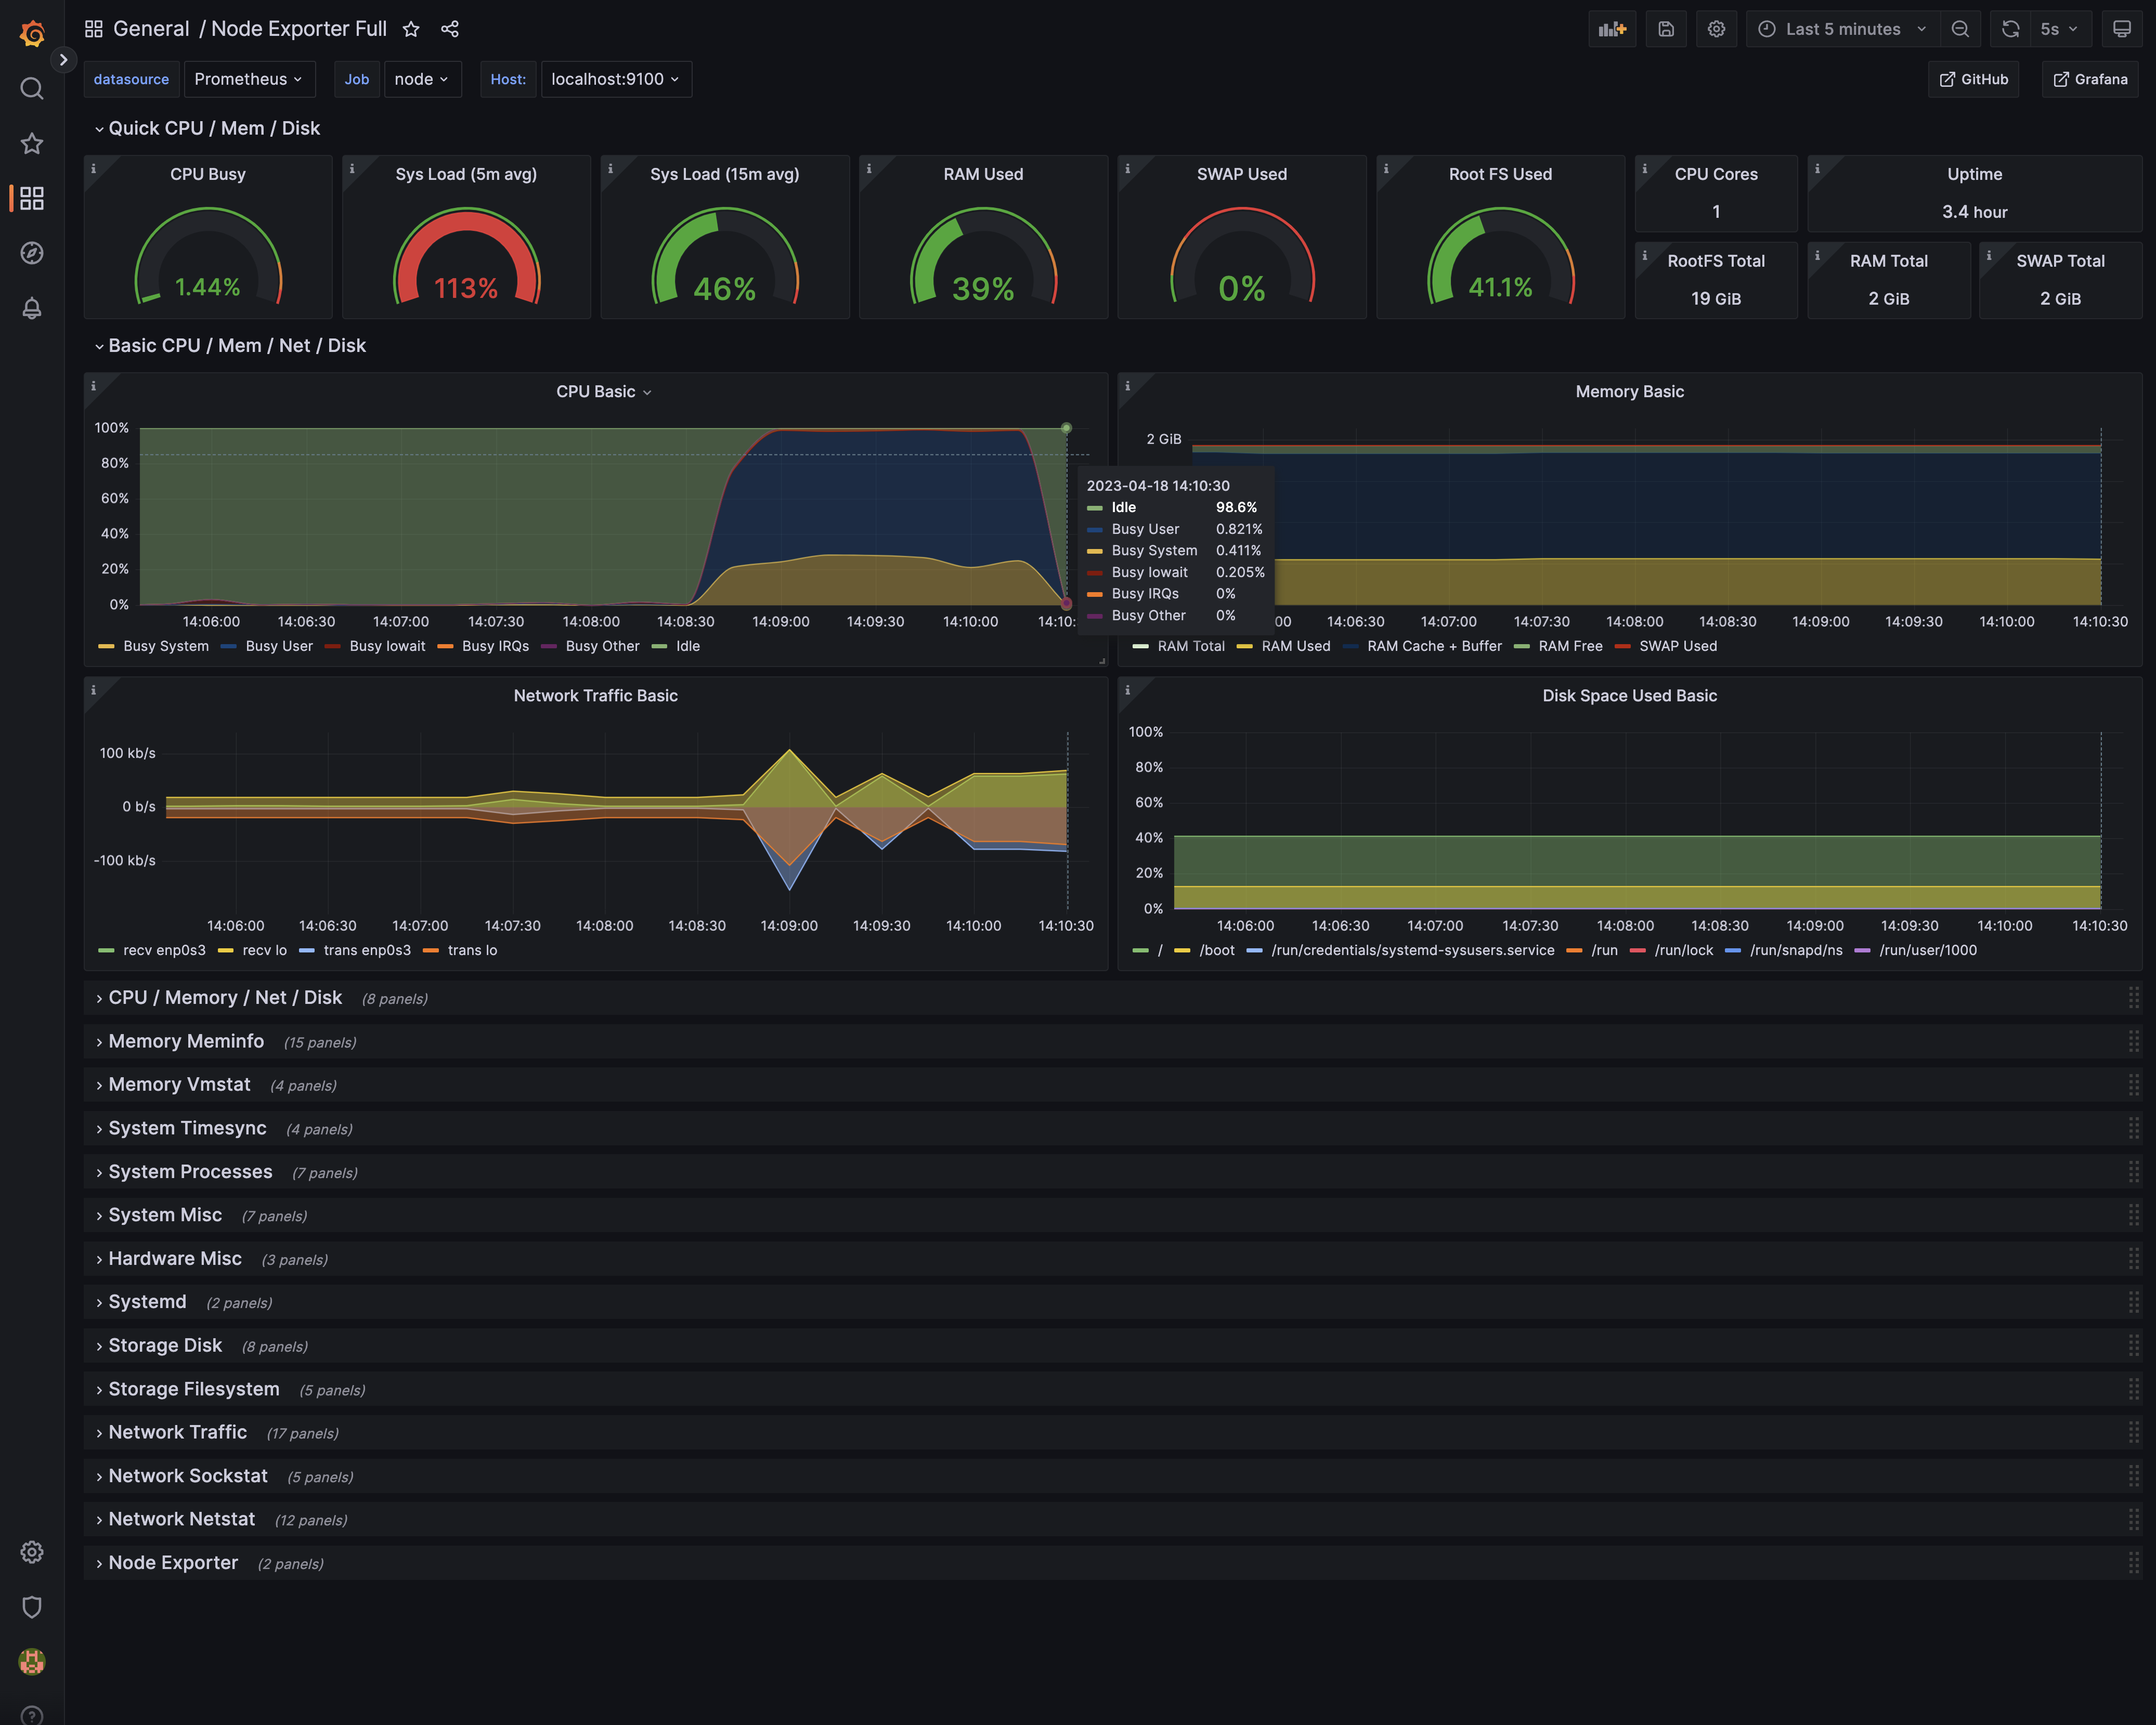 General / Node Exporter Full
Last 5 minutes
5s
datasource Prometheus Job node Host: localhost:9100 GitHub Grafana
Quick CPU / Mem / Disk
CPU Busy
1.44%
Sys Load (5m avg)
113%
Sys Load (15m avg)
46%
RAM Used
39%
SWAP Used
0%
Root FS Used
41.1%
CPU Cores
1
Uptime
3.4 hour
RootFS Total
19 GiB
RAM Total
2 GiB
SWAP Total
2 GiB
Basic CPU / Mem / Net / Disk
CPU Basic
100%
80%
60%
40%
20%
0%
14:06:00 14:06:30 14:07:00 14:07:30 14:08:00 14:08:30 14:09:00 14:09:30 14:10:00 14:10:
Busy System Busy User Busy Iowait Busy IRQs Busy Other Idle
2023-04-18 14:10:30
Idle 98.6%
Busy User 0.821%
Busy System 0.411%
Busy Iowait 0.205%
Busy IRQs 0%
Busy Other 0%
Memory Basic
2 GiB
00 14:06:30 14:07:00 14:07:30 14:08:00 14:08:30 14:09:00 14:09:30 14:10:00 14:10:30
RAM Total RAM Used RAM Cache + Buffer RAM Free SWAP Used
Network Traffic Basic
100 kb/s
0 b/s
-100 kb/s
14:06:00 14:06:30 14:07:00 14:07:30 14:08:00 14:08:30 14:09:00 14:09:30 14:10:00 14:10:30
recv enp0s3 recv lo trans enp0s3 trans lo
Disk Space Used Basic
100%
80%
60%
40%
20%
0%
14:06:00 14:06:30 14:07:00 14:07:30 14:08:00 14:08:30 14:09:00 14:09:30 14:10:00 14:10:30
/ /boot /run/credentials/systemd-sysusers.service /run /run/lock /run/snapd/ns /run/user/1000
CPU / Memory / Net / Disk (8 panels)
Memory Meminfo (15 panels)
Memory Vmstat (4 panels)
System Timesync (4 panels)
System Processes (7 panels)
System Misc (7 panels)
Hardware Misc (3 panels)
Systemd (2 panels)
Storage Disk (8 panels)
Storage Filesystem (5 panels)
Network Traffic (17 panels)
Network Sockstat (5 panels)
Network Netstat (12 panels)
Node Exporter (2 panels)